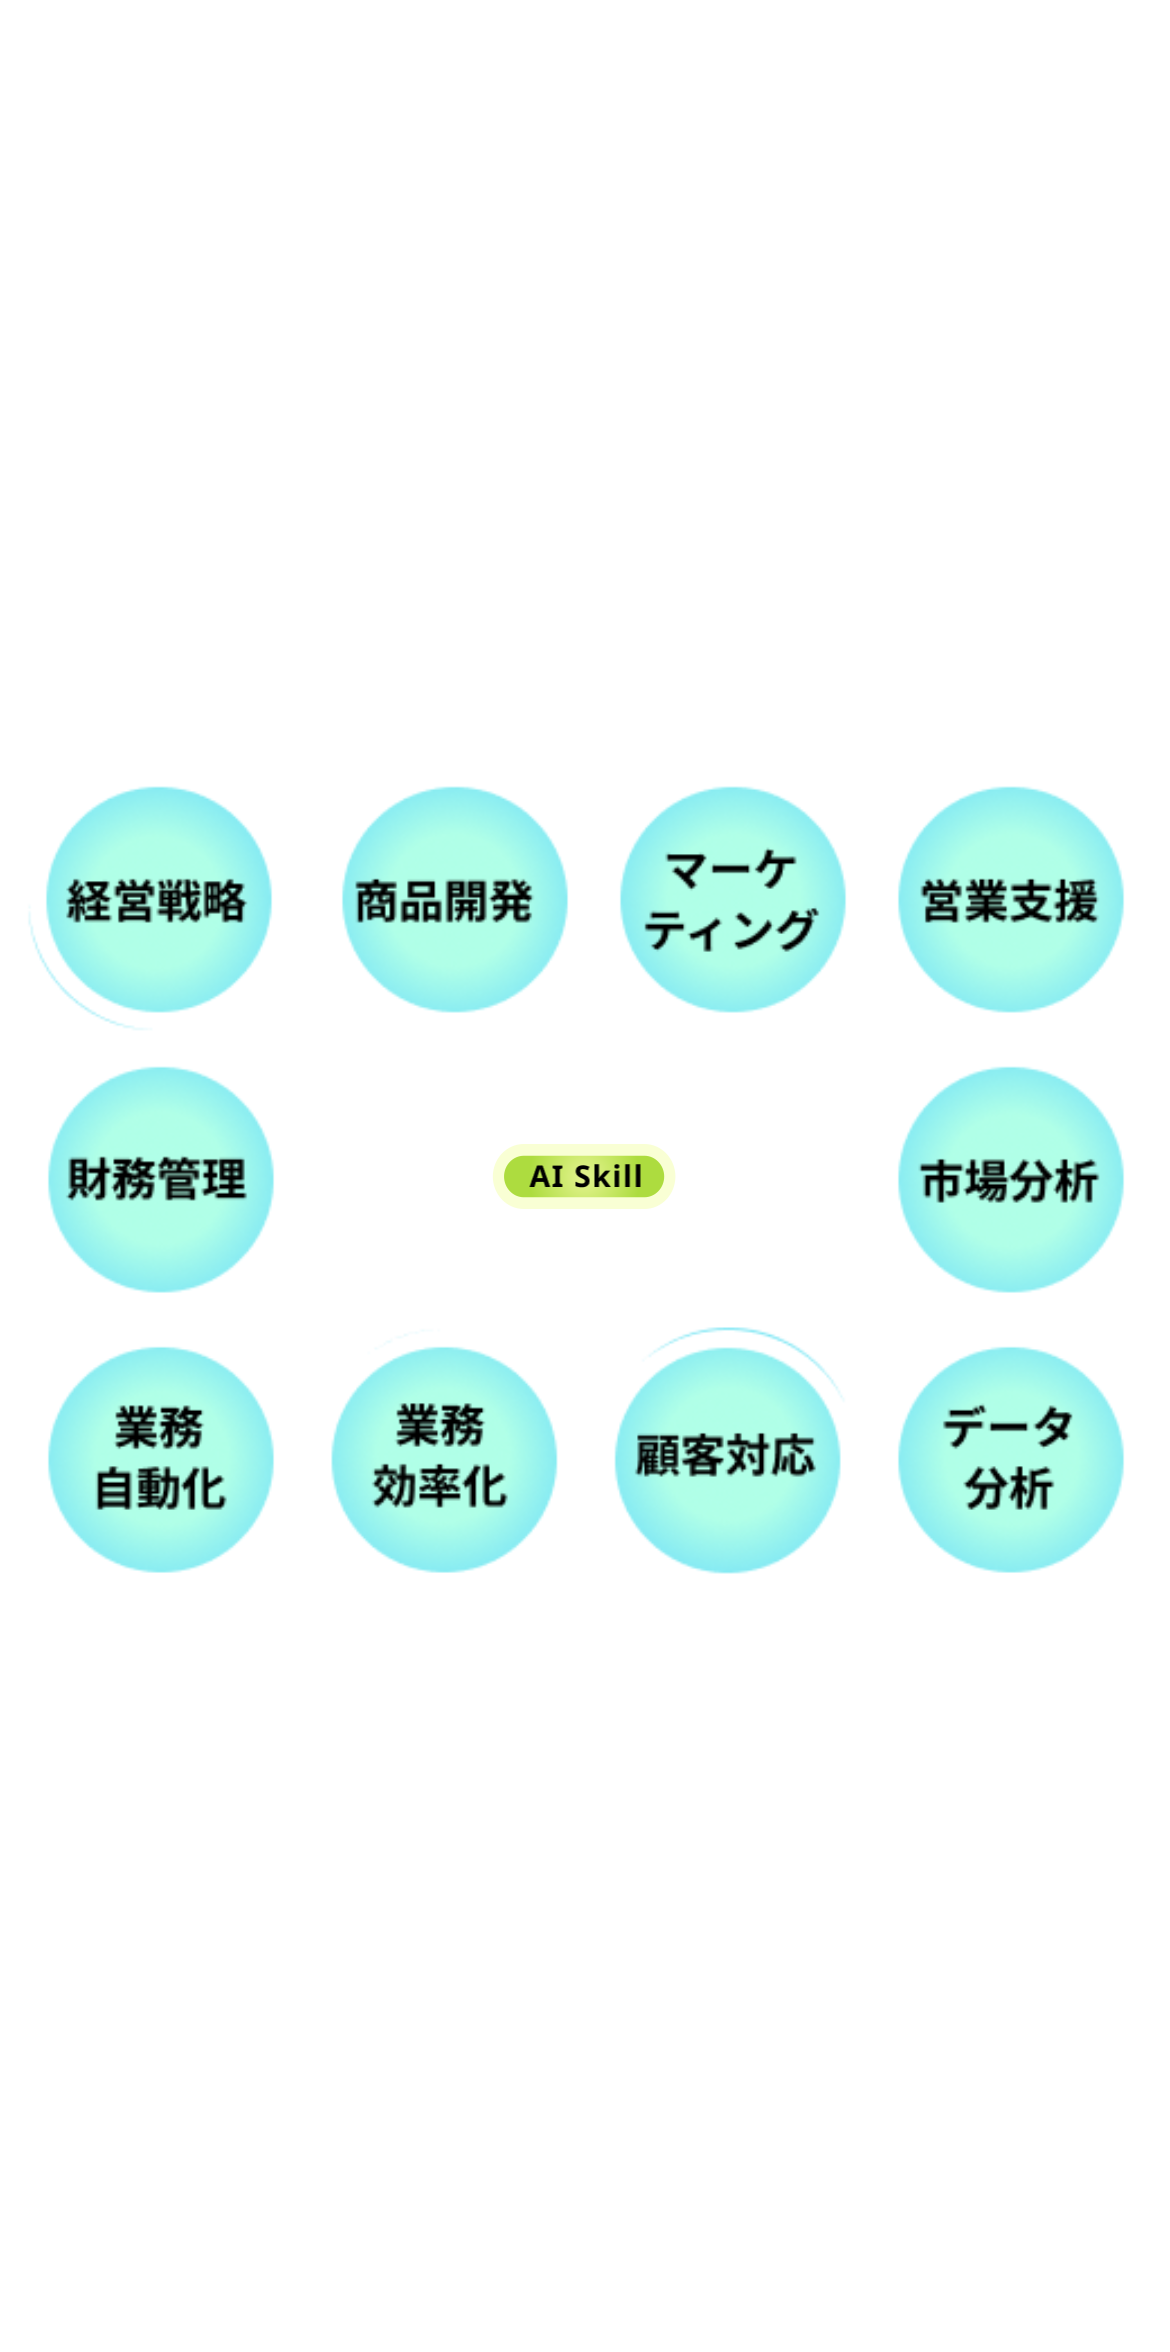 経営戦略
商品開発
マーケ
ティング
営業支援
財務管理
AI Skill
市場分析
業務
自動化
業務
効率化
顧客対応
データ
分析